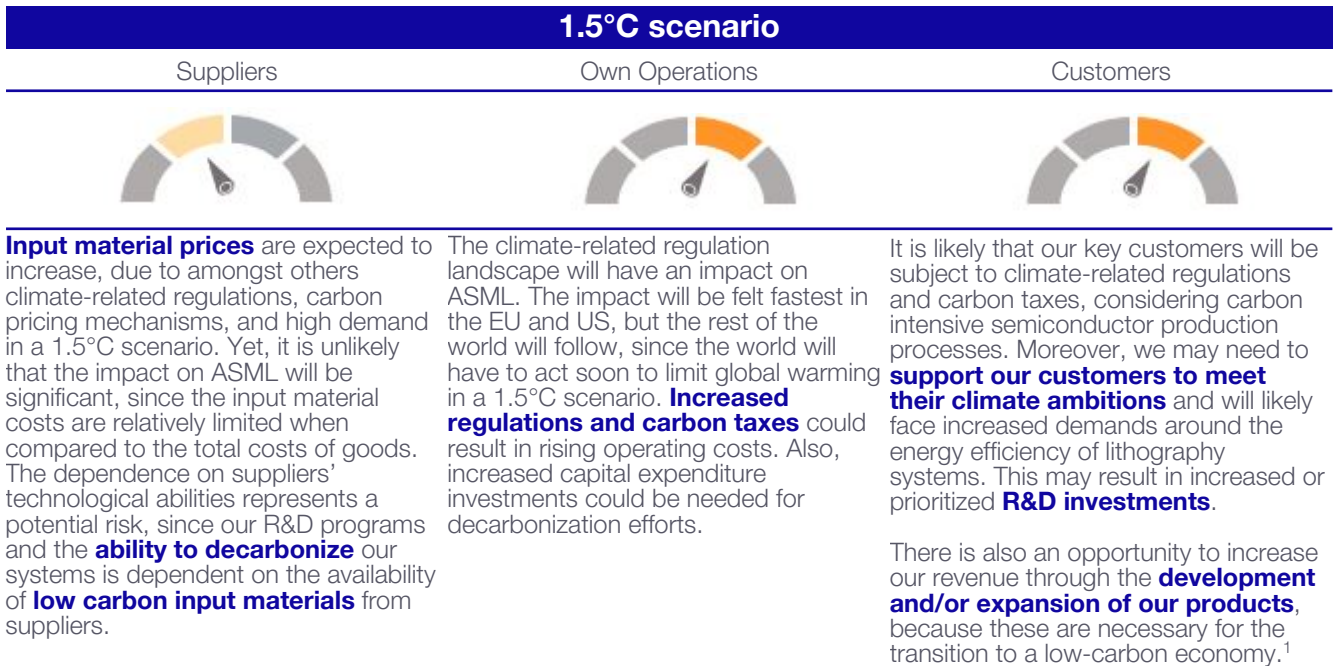 1.5°C scenario
Suppliers
Own Operations
Customers
Input material prices are expected to
increase, due to amongst others
climate-related regulations, carbon
pricing mechanisms, and high demand
in a 1.5°C scenario. Yet, it is unlikely
that the impact on ASML will be
significant, since the input material
costs are relatively limited when
compared to the total costs of goods.
The dependence on suppliers’
technological abilities represents a
potential risk, since our R&D programs
and the ability to decarbonize our
systems is dependent on the availability
of low carbon input materials from
suppliers.
The climate-related regulation
landscape will have an impact on
ASML. The impact will be felt fastest in
the EU and US, but the rest of the
world will follow, since the world will
have to act soon to limit global warming
in a 1.5°C scenario. Increased
regulations and carbon taxes could
result in rising operating costs. Also,
increased capital expenditure
investments could be needed for
decarbonization efforts.
It is likely that our key customers will be
subject to climate-related regulations
and carbon taxes, considering carbon
intensive semiconductor production
processes. Moreover, we may need to
support our customers to meet
their climate ambitions and will likely
face increased demands around the
energy efficiency of lithography
systems. This may result in increased or
prioritized R&D investments.
There is also an opportunity to increase
our revenue through the development
and/or expansion of our products,
because these are necessary for the
transition to a low-carbon economy.¹